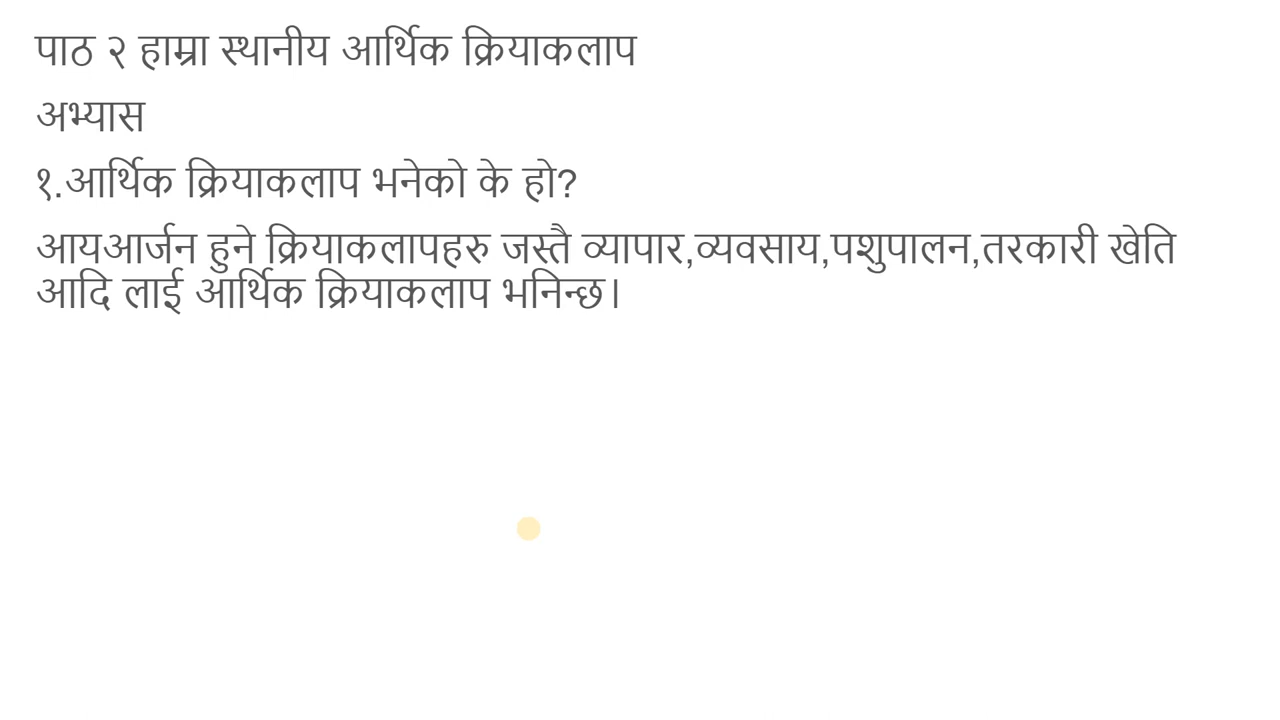 पाठ २ हाम्रा स्थानीय आर्थिक क्रियाकलाप
अभ्यास
१.आर्थिक क्रियाकलाप भनेको के हो?
आयआर्जन हुने क्रियाकलापहरु जस्तै व्यापार,व्यवसाय,पशुपालन,तरकारी खेति
आदि लाई आर्थिक क्रियाकलाप भनिन्छ।